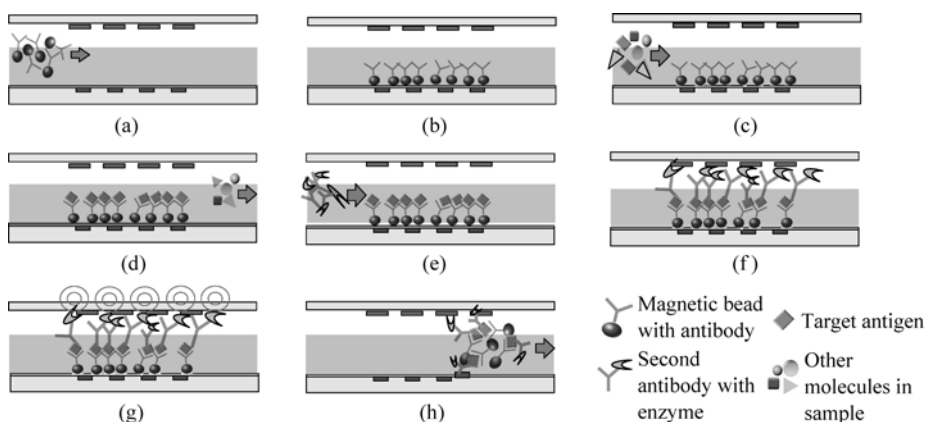 (a)
(b)
(c)
(d)
(e)
(f)
(g)
(h)
Magnetic bead
with antibody
Target antigen
Second
antibody with
enzyme
Other
molecules in
sample